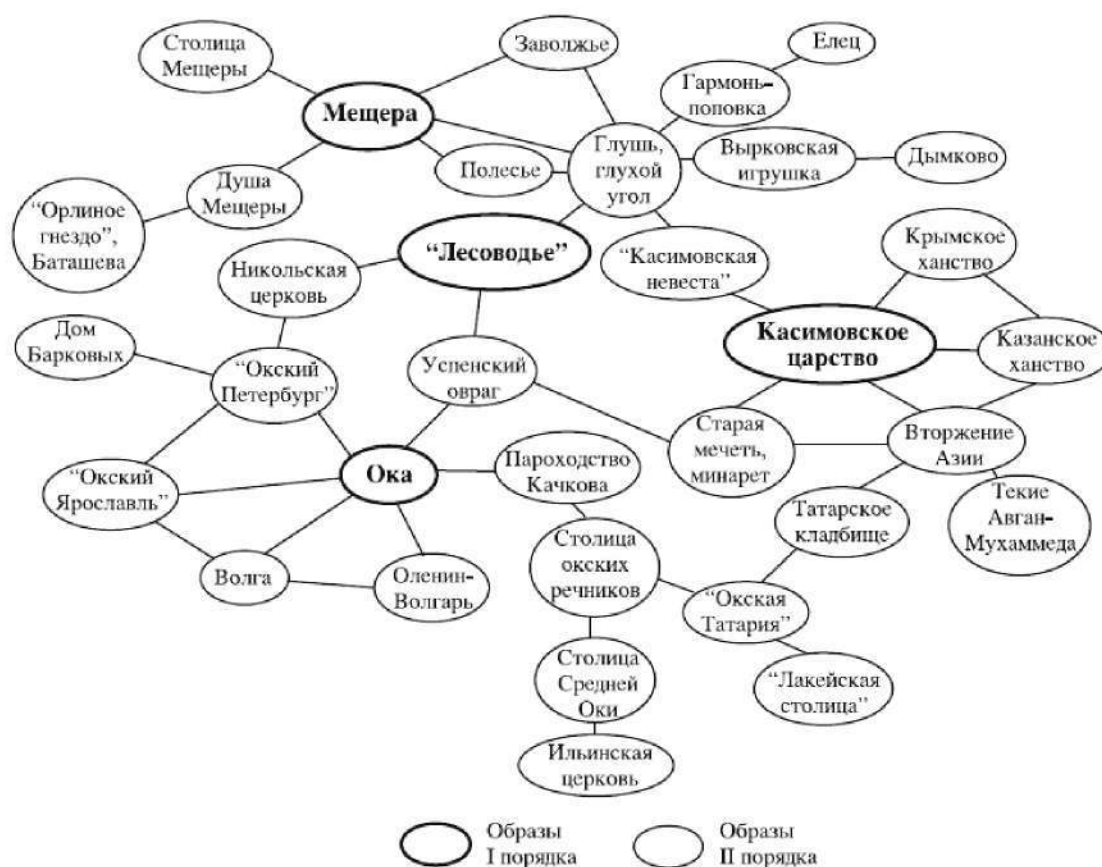 Столица
Мещеры
Заволжье
Елец
Гармонь-
поповка
Мещера
Глушь,
глухой
угол
Вырковская
игрушка
Дымково
Полесье
Душа
Мещеры
“Орлиное
гнездо”,
Баташева
“Лесоводье”
Никольская
церковь
“Касимовская
невеста”
Крымское
ханство
Касимовское
царство
Казанское
ханство
Дом
Барковых
“Окский
Петербург”
Успенский
овраг
Старая
мечеть,
минарет
Вторжение
Азии
“Окский
Ярославль”
Ока
Пароходство
Качкова
Татарское
кладбище
Текие
Авган-
Мухаммеда
Волга
Оленин-
Волгарь
Столица
окских
речников
“Окская
Татария”
Столица
Средней
Оки
“Лакейская
столица”
Ильинская
церковь
Образы
I порядка
Образы
II порядка